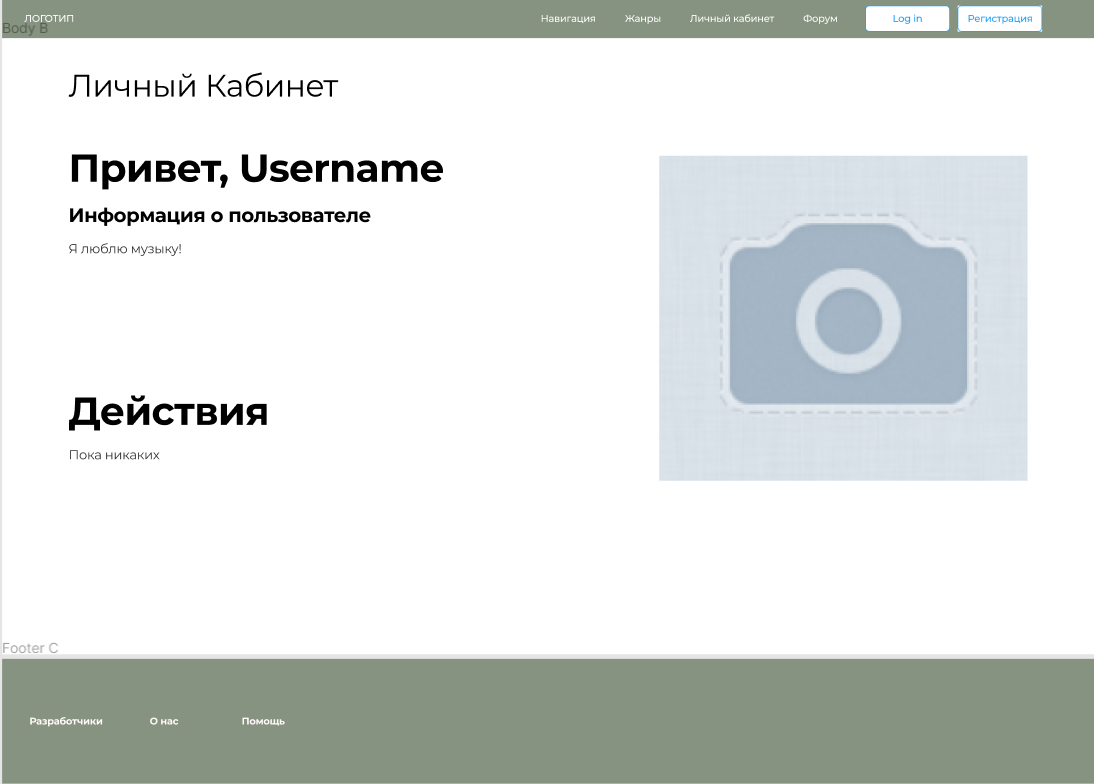 ЛОГОТИП
Навигация
Жанры
Личный кабинет
Форум
Log in
Регистрация
Body B
Личный Кабинет
Привет, Username
Информация о пользователе
Я люблю музыку!
Действия
Пока никаких
Footer C
Разработчики
О нас
Помощь